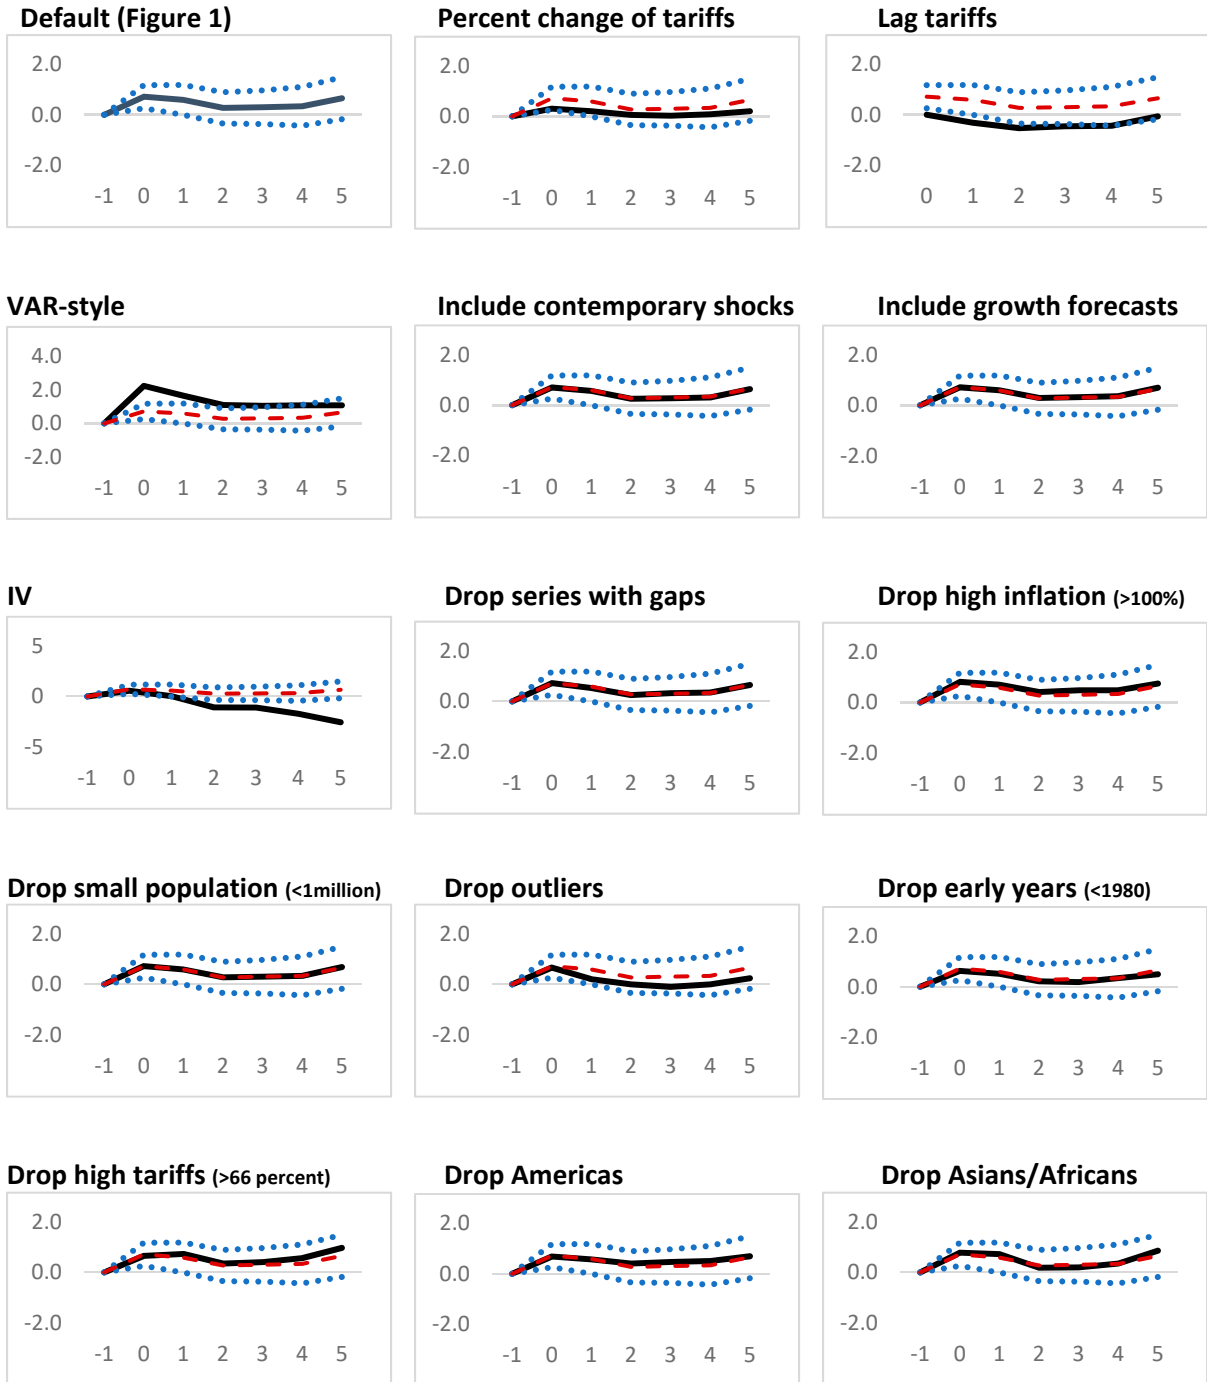 Default (Figure 1)
2.0
0.0
-2.0
-1 0 1 2 3 4 5
Percent change of tariffs
2.0
0.0
-2.0
-1 0 1 2 3 4 5
Lag tariffs
2.0
0.0
-2.0
0 1 2 3 4 5
VAR-style
4.0
2.0
0.0
-2.0
-1 0 1 2 3 4 5
Include contemporary shocks
2.0
0.0
-2.0
-1 0 1 2 3 4 5
Include growth forecasts
2.0
0.0
-2.0
-1 0 1 2 3 4 5
IV
5
0
-5
-1 0 1 2 3 4 5
Drop series with gaps
2.0
0.0
-2.0
-1 0 1 2 3 4 5
Drop high inflation (>100%)
2.0
0.0
-2.0
-1 0 1 2 3 4 5
Drop small population (<1million)
2.0
0.0
-2.0
-1 0 1 2 3 4 5
Drop outliers
2.0
0.0
-2.0
-1 0 1 2 3 4 5
Drop early years (<1980)
2.0
0.0
-2.0
-1 0 1 2 3 4 5
Drop high tariffs (>66 percent)
2.0
0.0
-2.0
-1 0 1 2 3 4 5
Drop Americas
2.0
0.0
-2.0
-1 0 1 2 3 4 5
Drop Asians/Africans
2.0
0.0
-2.0
-1 0 1 2 3 4 5